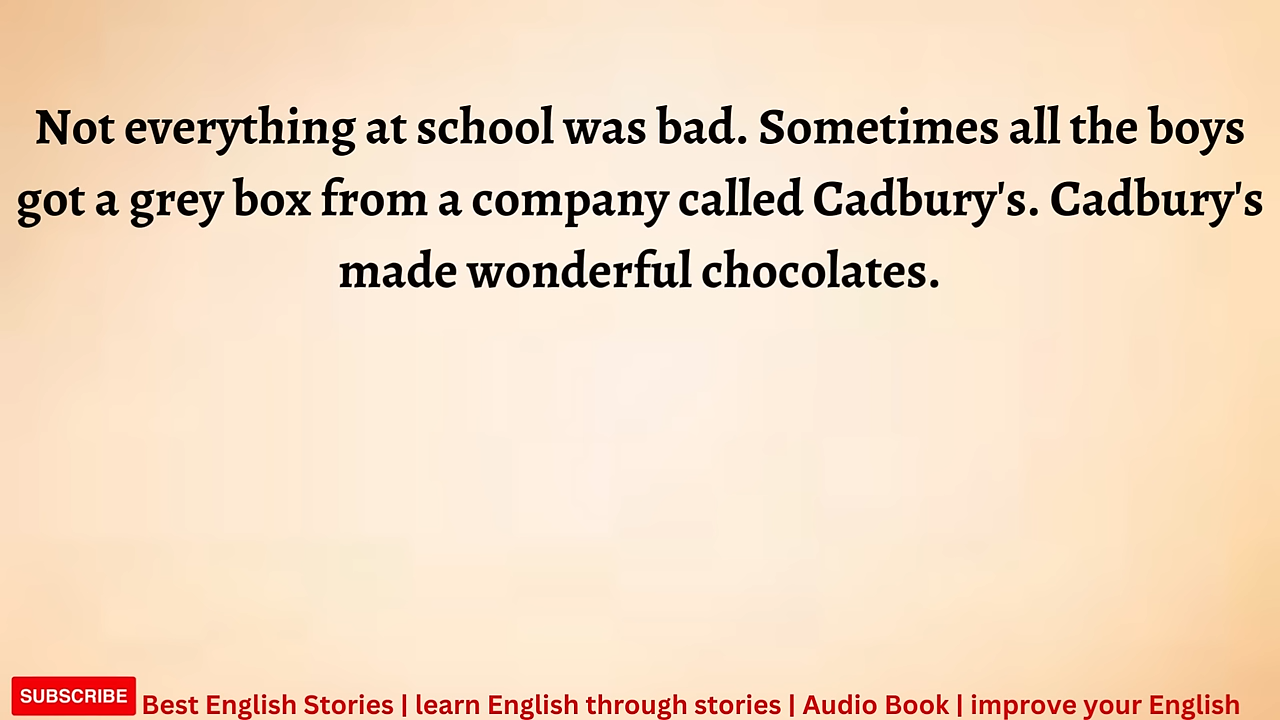 Not everything at school was bad. Sometimes all the boys
got a grey box from a company called Cadbury's. Cadbury's
made wonderful chocolates.
SUBSCRIBE
Best English Stories | learn English through stories | Audio Book | improve your English